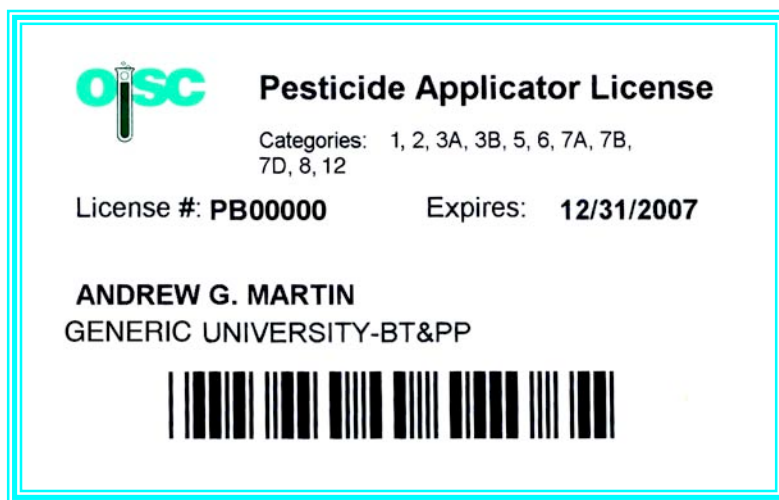 OISC
Pesticide Applicator License
Categories: 1, 2, 3A, 3B, 5, 6, 7A, 7B,
7D, 8, 12
License #: PB00000 Expires: 12/31/2007
ANDREW G. MARTIN
GENERIC UNIVERSITY-BT&PP